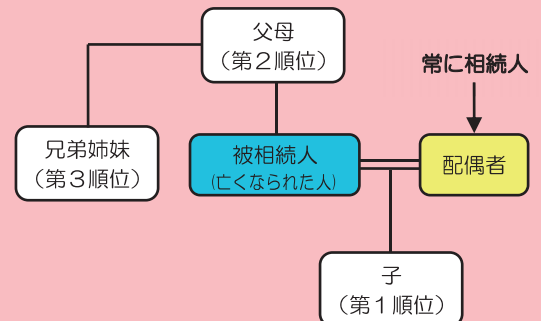 父母
（第２順位）
常に相続人
兄弟姉妹
（第３順位）
被相続人
(亡くなられた人)
配偶者
子
（第１順位）